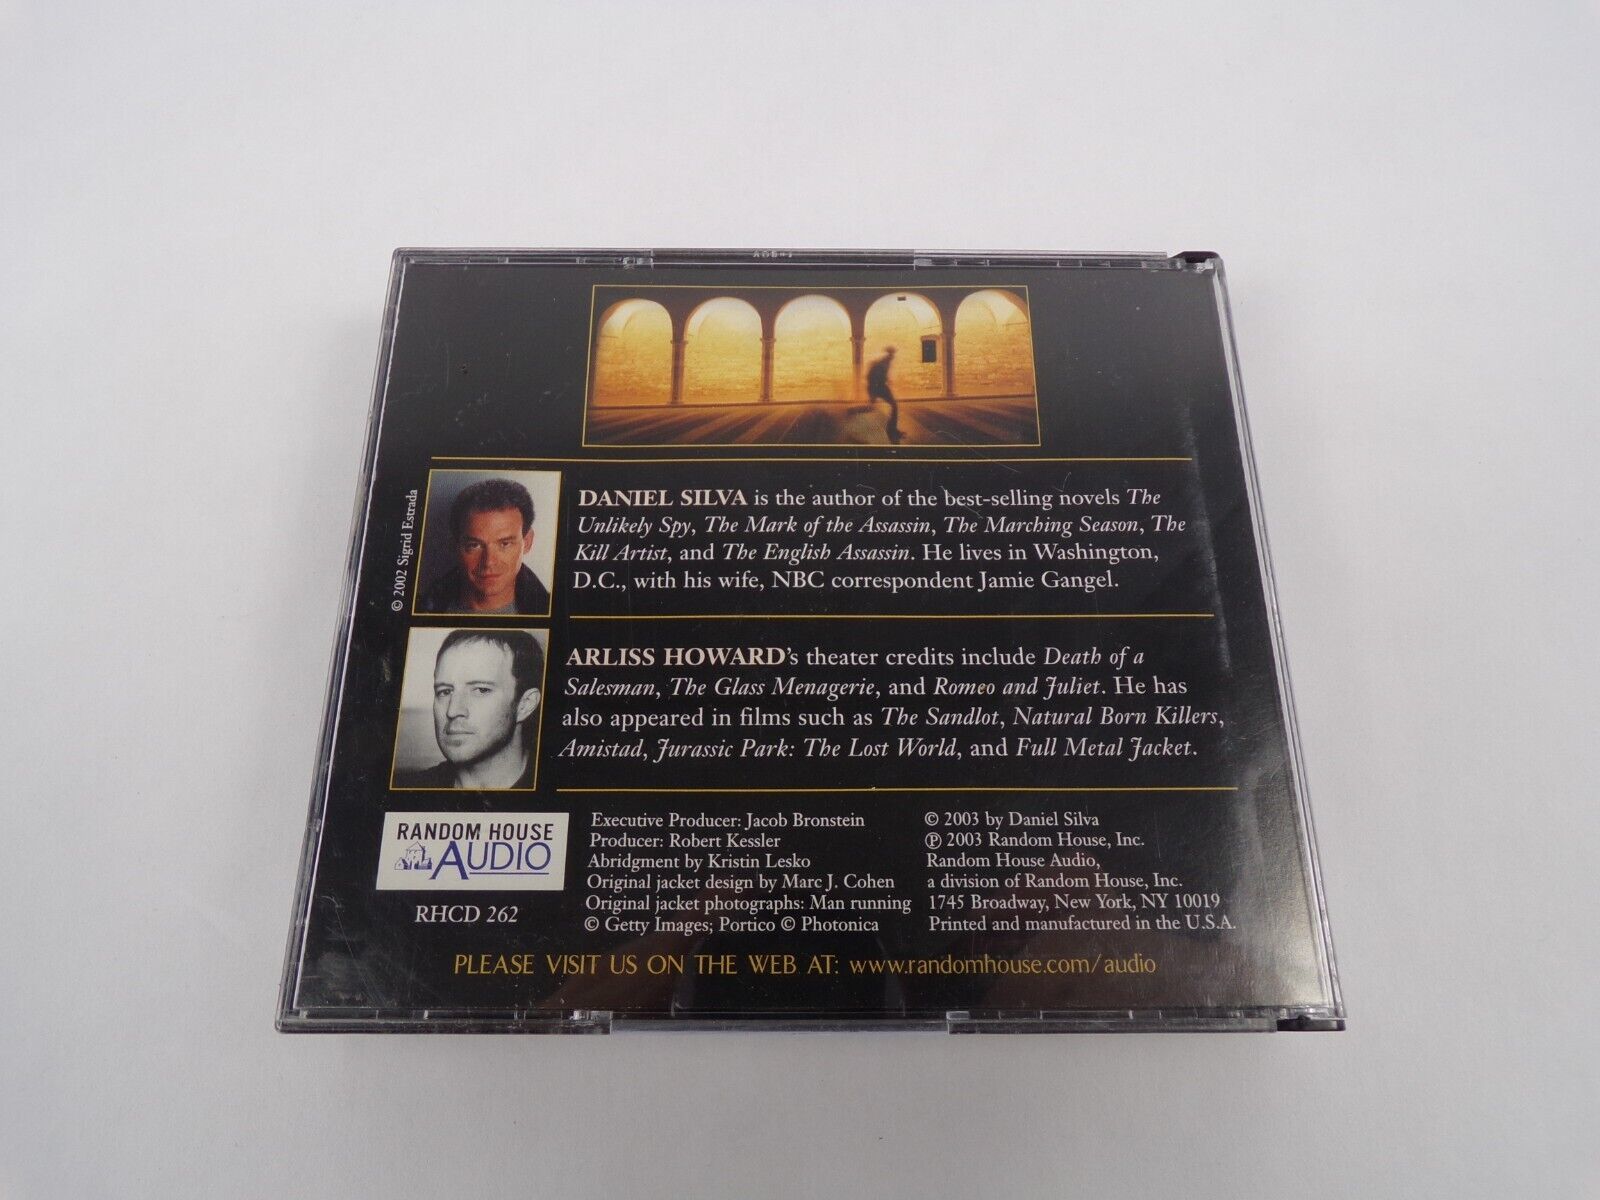 © 2002 Sigrid Estrada
DANIEL SILVA is the author of the best-selling novels The
Unlikely Spy, The Mark of the Assassin, The Marching Season, The
Kill Artist, and The English Assassin. He lives in Washington,
D.C., with his wife, NBC correspondent Jamie Gangel.
ARLISS HOWARD's theater credits include Death of a
Salesman, The Glass Menagerie, and Romeo and Juliet. He has
also appeared in films such as The Sandlot, Natural Born Killers,
Amistad, Jurassic Park: The Lost World, and Full Metal Jacket.
RANDOM HOUSE
AUDIO
RHCD 262
Executive Producer: Jacob Bronstein
Producer: Robert Kessler
Abridgment by Kristin Lesko
Original jacket design by Marc J. Cohen
Original jacket photographs: Man running
© Getty Images; Portico © Photonica
© 2003 by Daniel Silva
℗ 2003 Random House, Inc.
Random House Audio,
a division of Random House, Inc.
1745 Broadway, New York, NY 10019
Printed and manufactured in the U.S.A.
PLEASE VISIT US ON THE WEB AT: www.randomhouse.com/audio